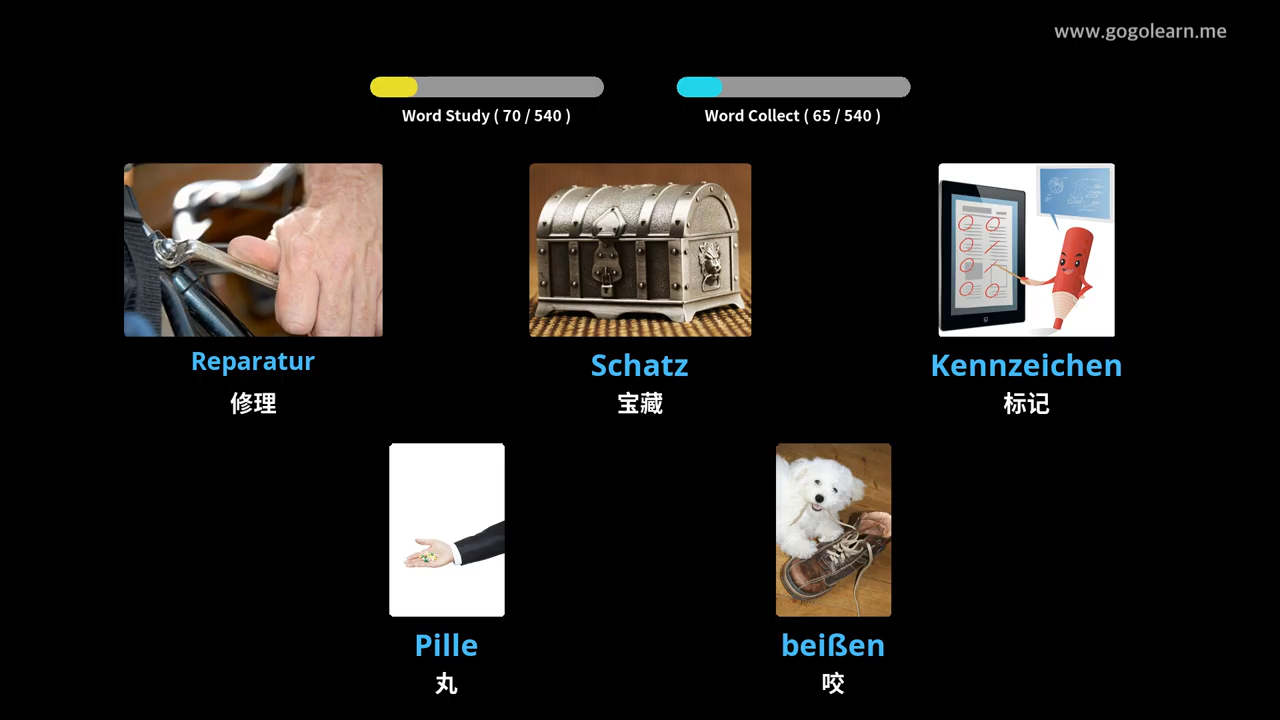 www.gogolearn.me
Word Study ( 70 / 540 )
Word Collect ( 65 / 540 )
Reparatur
修理
Schatz
宝藏
Kennzeichen
标记
Pille
丸
beißen
咬